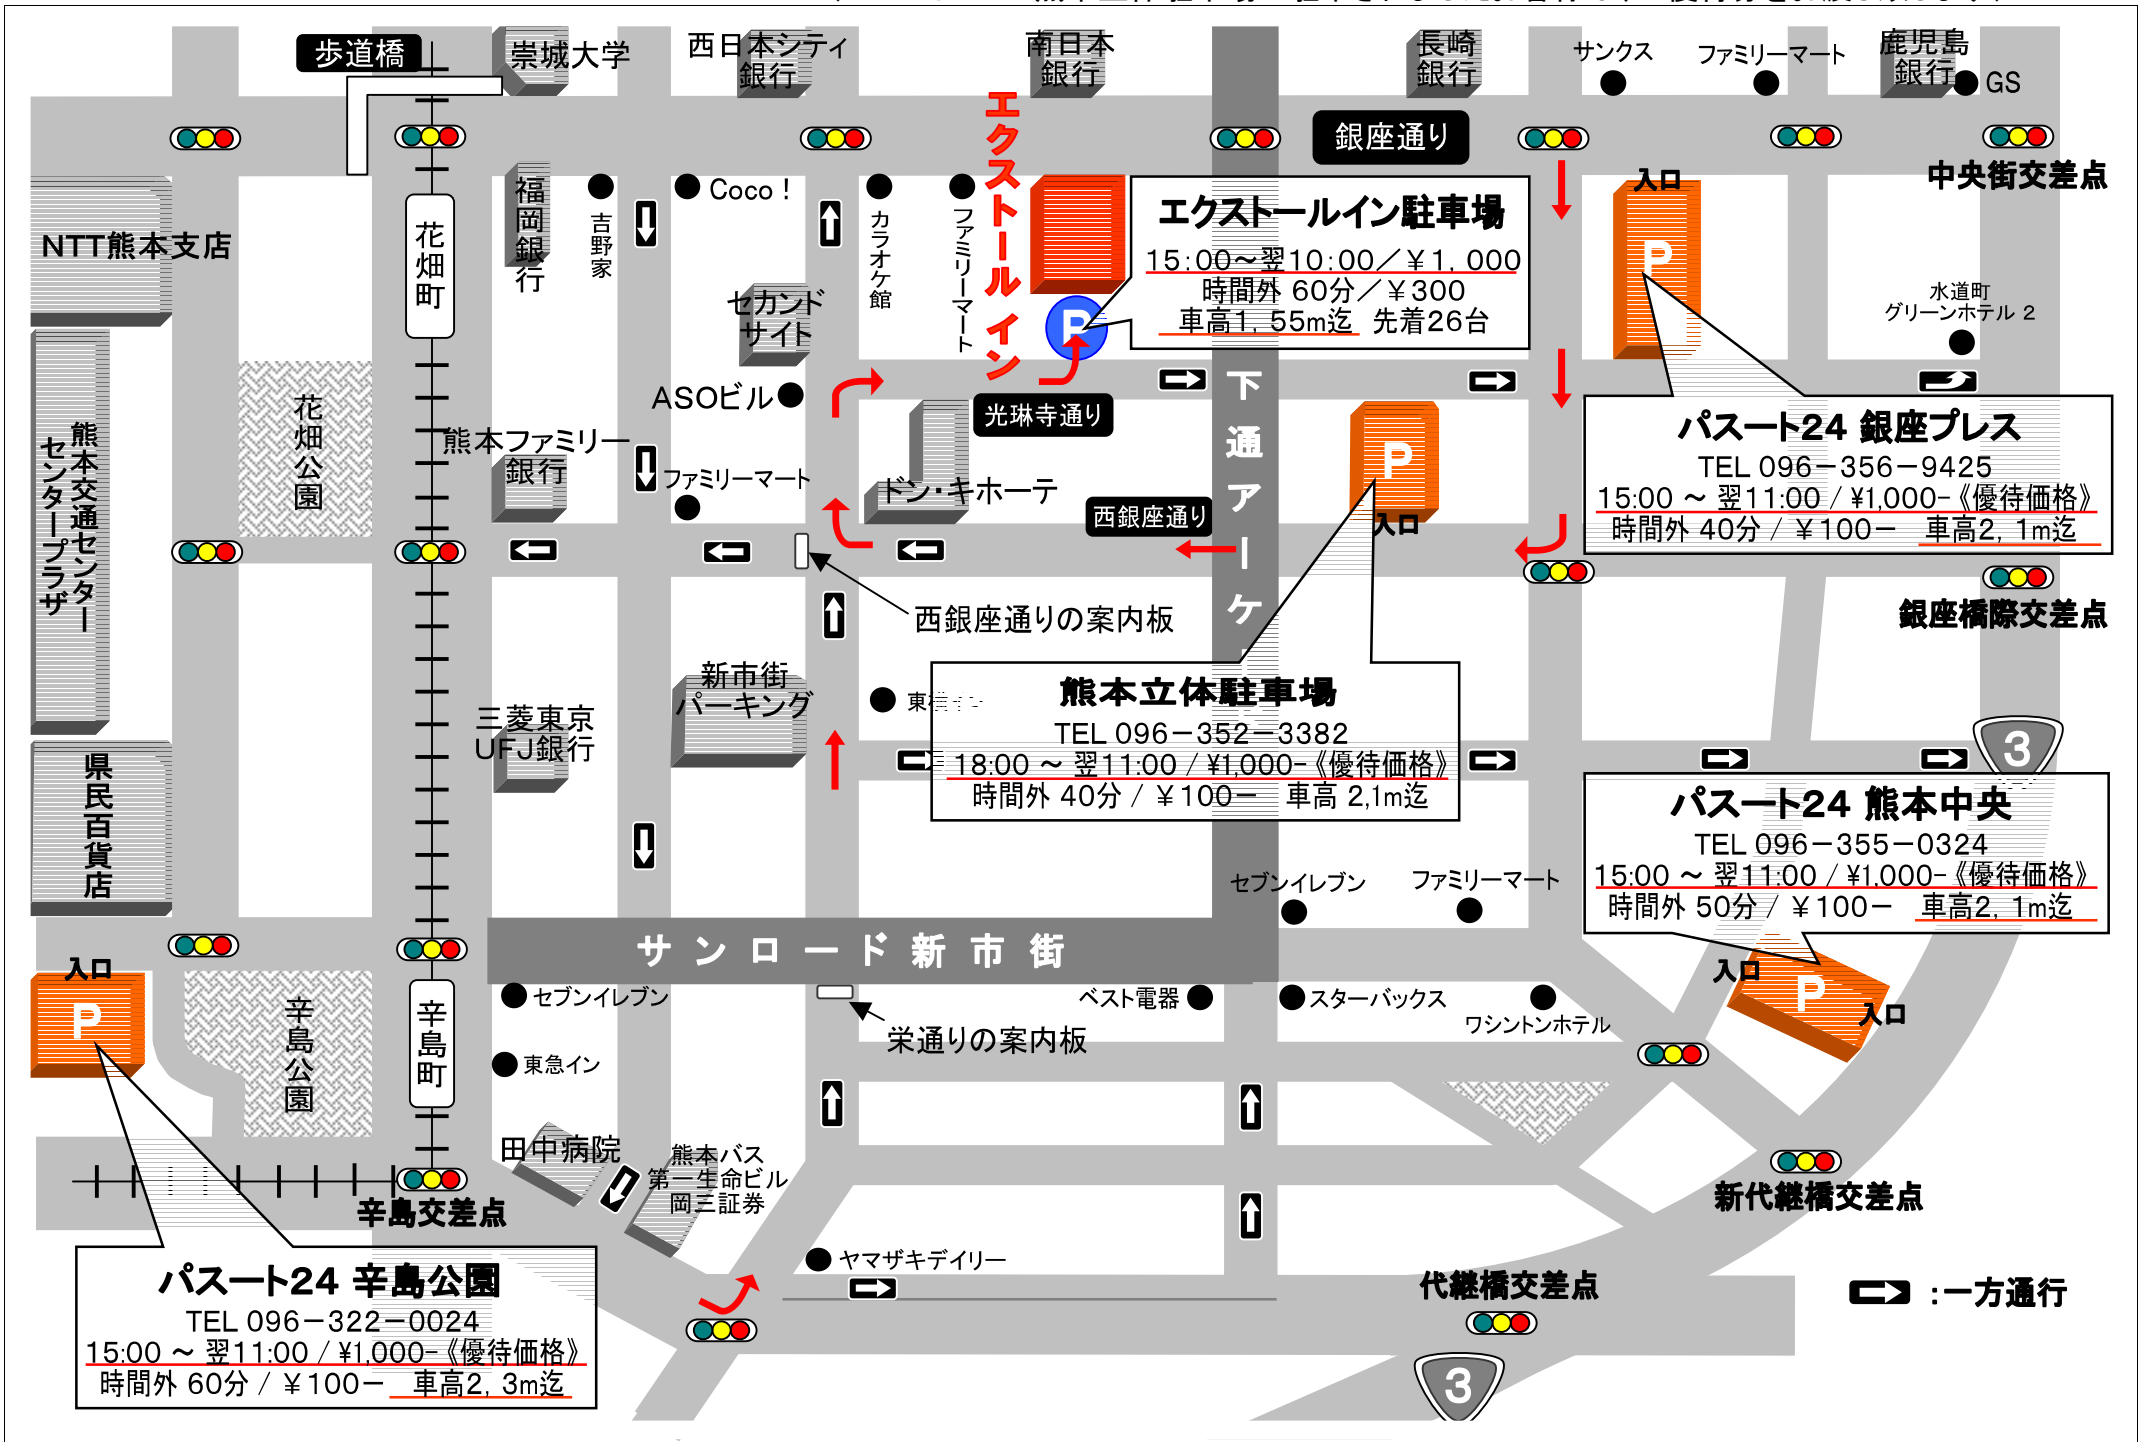 歩道橋
崇城大学
西日本シティ
銀行
南日本
銀行
長崎
銀行
サンクス
ファミリーマート
鹿児島
銀行
GS
銀座通り
中央街交差点
NTT熊本支店
花畑町
福岡銀行
吉野家
Coco！
カラオケ館
ファミリーマート
エクストールイン
エクストールイン駐車場
15:00～翌10:00／￥1,000
時間外 60分／￥300
車高1, 55m迄 先着26台
P
入口
P
水道町
グリーンホテル 2
セカンド
サイト
ASOビル
光琳寺通り
下通アーケ
花畑公園
熊本交通センター
センタープラザ
熊本ファミリー
銀行
ファミリーマート
ドン・キホーテ
西銀座通り
P
入口
パスート24 銀座プレス
TEL 096－356－9425
15:00 ～ 翌11:00 / ¥1,000-《優待価格》
時間外 40分 / ￥100－ 車高2, 1m迄
銀座橋際交差点
西銀座通りの案内板
新市街
パーキング
三菱東京
UFJ銀行
東
熊本立体駐車場
TEL 096－352－3382
18:00 ～ 翌11:00 / ¥1,000-《優待価格》
時間外 40分 / ￥100－ 車高 2,1m迄
3
県民百貨店
パスート24 熊本中央
TEL 096－355－0324
15:00 ～ 翌11:00 / ¥1,000-《優待価格》
時間外 50分 / ￥100－ 車高2, 1m迄
セブンイレブン
ファミリーマート
サンロード新市街
入口
P
入口
入口
P
辛島公園
辛島町
セブンイレブン
ベスト電器
スターバックス
ワシントンホテル
栄通りの案内板
東急イン
田中病院
熊本バス
第一生命ビル
岡三証券
辛島交差点
新代継橋交差点
ヤマザキデイリー
代継橋交差点
：一方通行
パスート24 辛島公園
TEL 096－322－0024
15:00 ～ 翌11:00 / ¥1,000-《優待価格》
時間外 60分 / ￥100－ 車高2, 3m迄
3